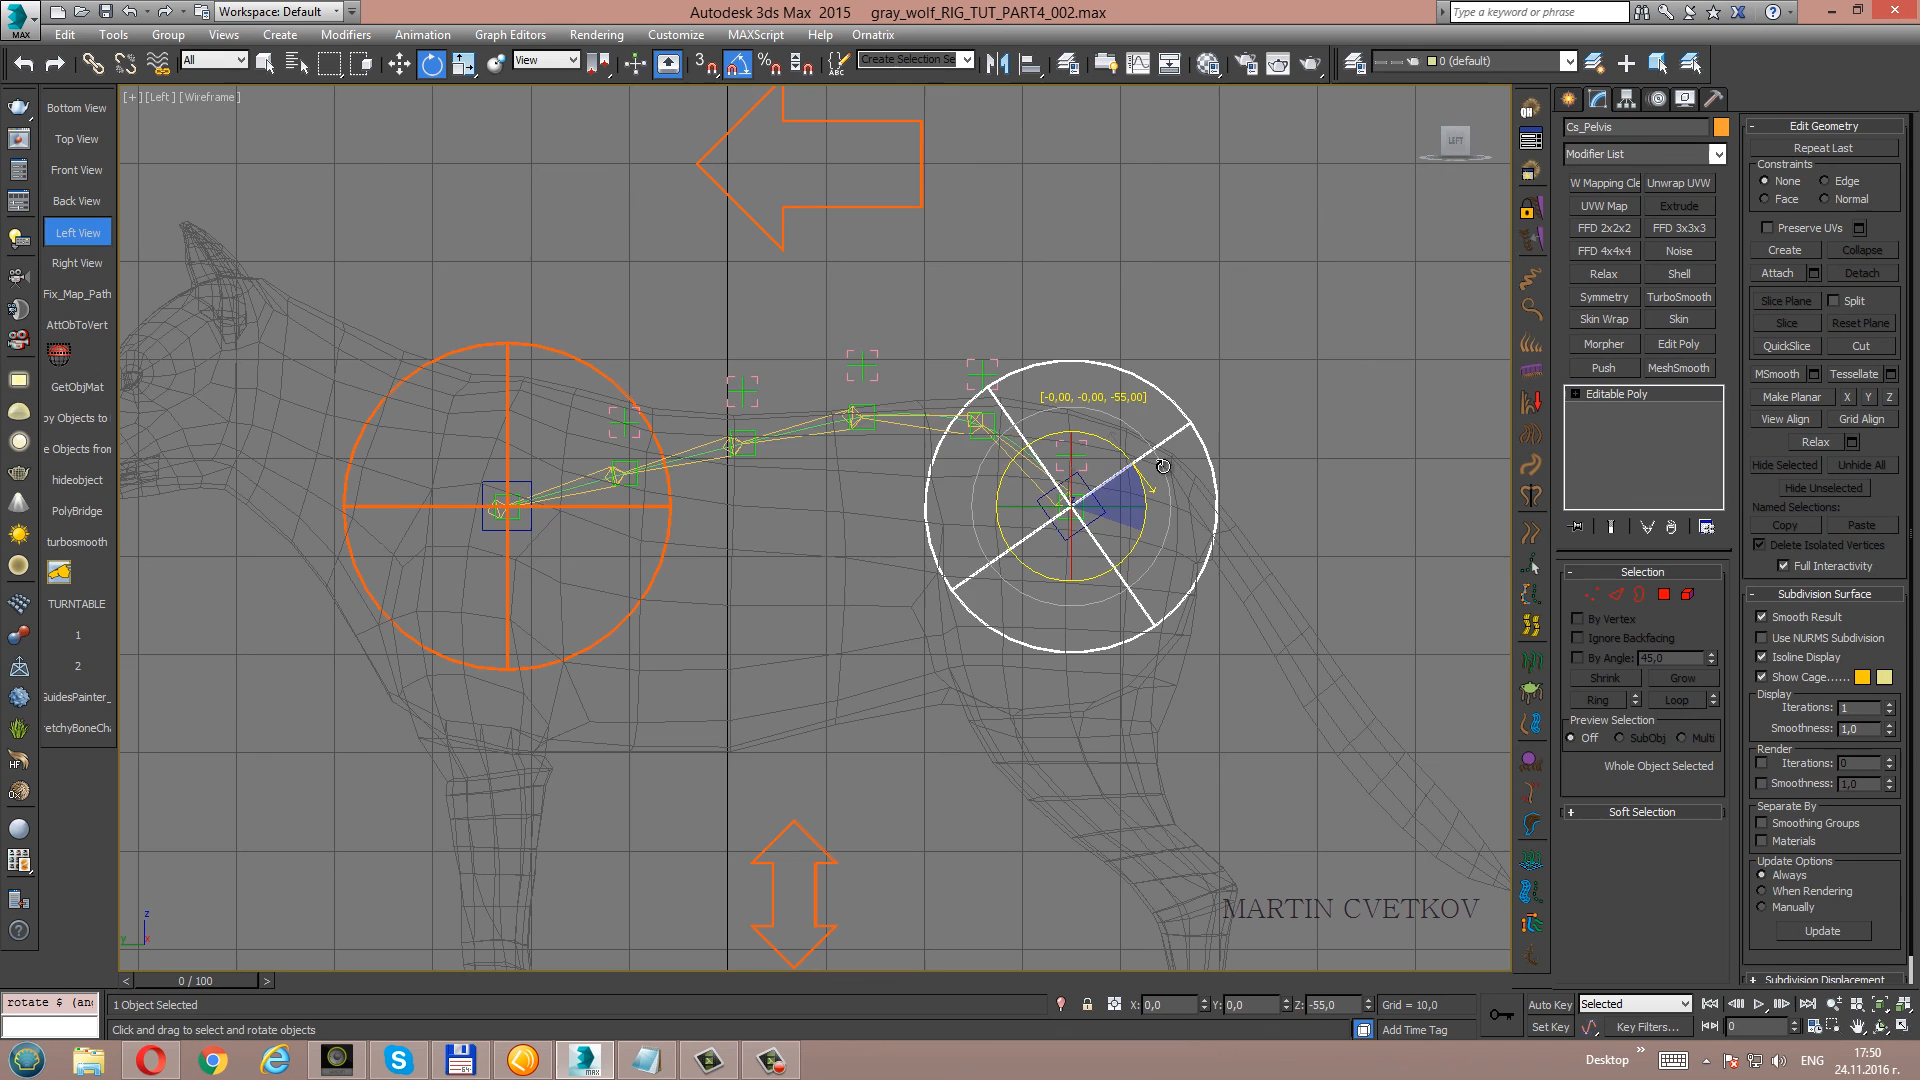 Workspace: Default
Autodesk 3ds Max 2015 gray_wolf_RIG_TUT_PART4_002.max
Type a keyword or phrase
MAX
Edit Tools Group Views Create Modifiers Animation Graph Editors Rendering Customize MAXScript Help Ornatrix
All
View
Create Selection Se
0 (default)
[+] [Left] [Wireframe]
Bottom View
Top View
Front View
Back View
Left View
Right View
Fix_Map_Path
AttObToVert
GetObjMat
py Objects to
e Objects from
hideobject
PolyBridge
turbosmooth
TURNTABLE
1
2
GuidesPainter_
retchyBoneCha
LEFT
[-0,00, -0,00, -55,00]
MARTIN CVETKOV
z
y
x
Cs_Pelvis
Modifier List
W Mapping Cle Unwrap UVW
UVW Map Extrude
FFD 2x2x2 FFD 3x3x3
FFD 4x4x4 Noise
Relax Shell
Symmetry TurboSmooth
Skin Wrap Skin
Morpher Edit Poly
Push MeshSmooth
Editable Poly
Selection
By Vertex
Ignore Backfacing
By Angle: 45,0
Shrink Grow
Ring Loop
Preview Selection
Off SubObj Multi
Whole Object Selected
Soft Selection
Edit Geometry
Repeat Last
Constraints
None Edge
Face Normal
Preserve UVs
Create Collapse
Attach Detach
Slice Plane Split
Slice Reset Plane
QuickSlice Cut
MSmooth Tessellate
Make Planar X Y Z
View Align Grid Align
Relax
Hide Selected Unhide All
Hide Unselected
Named Selections:
Copy Paste
Delete Isolated Vertices
Full Interactivity
Subdivision Surface
Smooth Result
Use NURMS Subdivision
Isoline Display
Show Cage......
Display
Iterations: 1
Smoothness: 1,0
Render
Iterations: 0
Smoothness: 1,0
Separate By
Smoothing Groups
Materials
Update Options
Always
When Rendering
Manually
Update
Subdivision Displacement
0 / 100
rotate $ (an
1 Object Selected
X: 0,0 Y: 0,0 Z: -55,0 Grid = 10,0
Auto Key Selected
Click and drag to select and rotate objects
Add Time Tag
Set Key Key Filters... 0
Desktop
ENG
17:50
24.11.2016 г.